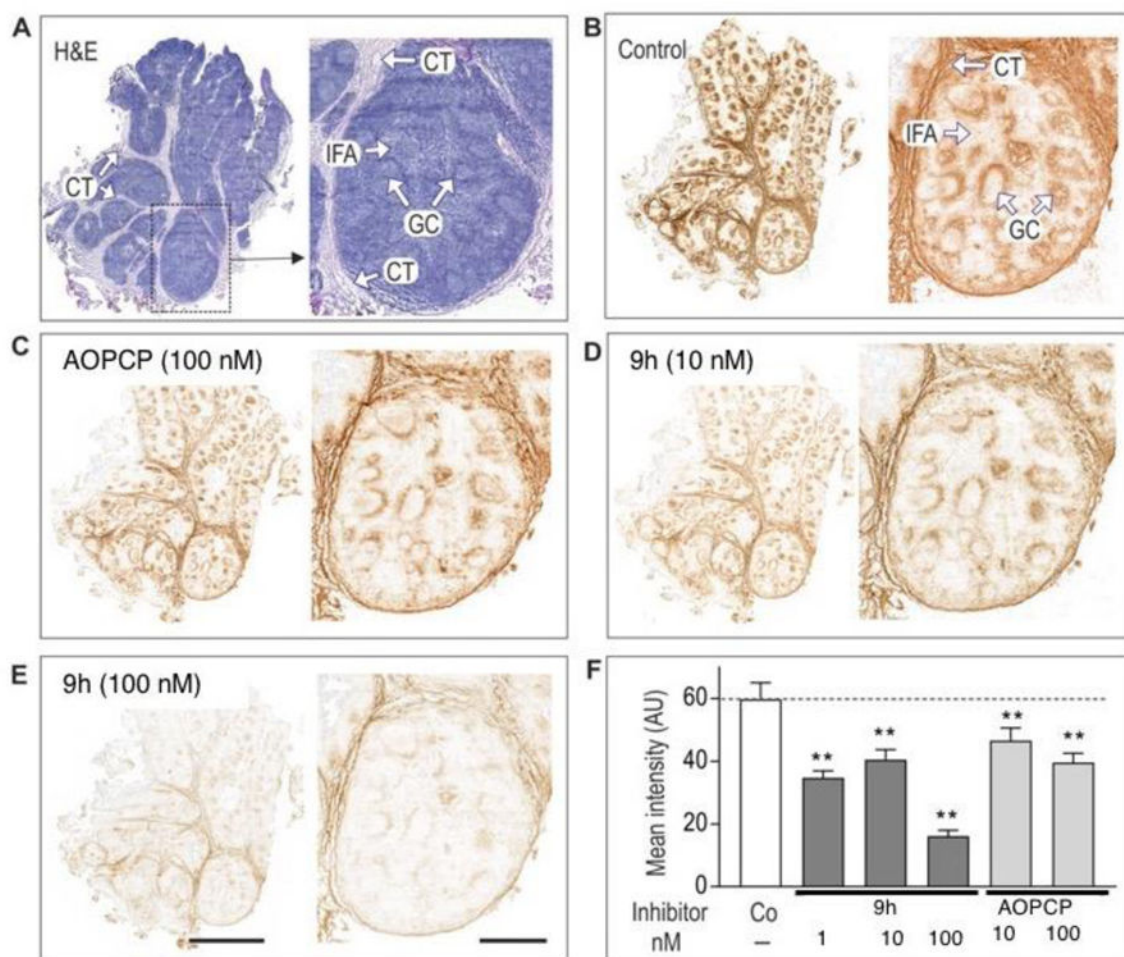 A
H&E
CT
IFA
CT
GC
CT
B
Control
CT
IFA
GC
C
AOPCP (100 nM)
D
9h (10 nM)
E
9h (100 nM)
F
Mean intensity (AU)
60
40
20
0
**
**
**
**
**
Inhibitor
Co
9h
AOPCP
nM
–
1
10
100
10
100